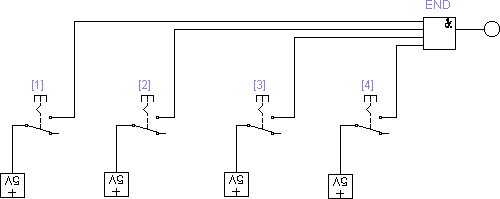 END
&
[1] [2] [3] [4]
5V 5V 5V 5V
+ + + +